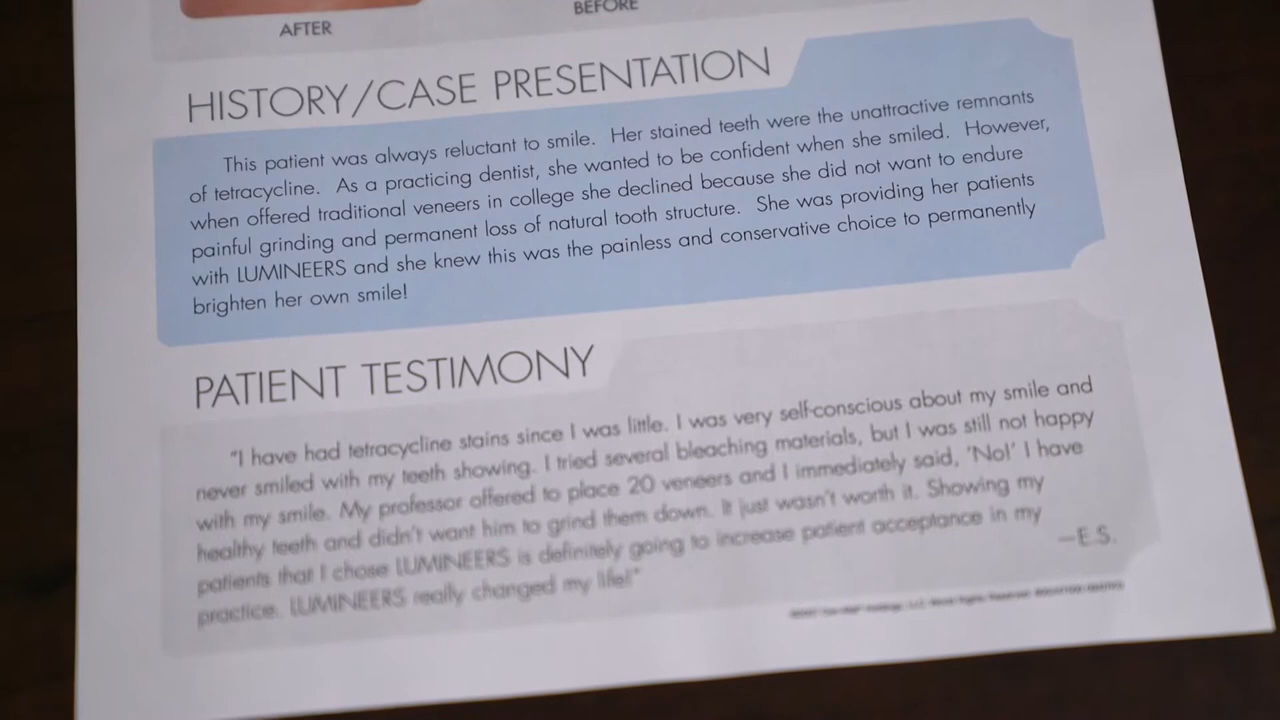 AFTER
BEFORE
HISTORY/CASE PRESENTATION
This patient was always reluctant to smile. Her stained teeth were the unattractive remnants
of tetracycline. As a practicing dentist, she wanted to be confident when she smiled. However,
when offered traditional veneers in college she declined because she did not want to endure
painful grinding and permanent loss of natural tooth structure. She was providing her patients
with LUMINEERS and she knew this was the painless and conservative choice to permanently
brighten her own smile!
PATIENT TESTIMONY
"I have had tetracycline stains since I was little. I was very self-conscious about my smile and
never smiled with my teeth showing. I tried several bleaching materials, but I was still not happy
with my smile. My professor offered to place 20 veneers and I immediately said, 'No!' I have
healthy teeth and didn't want him to grind them down. It just wasn't worth it. Showing my
patients that I chose LUMINEERS is definitely going to increase patient acceptance in my
practice. LUMINEERS really changed my life!"
—E.S.